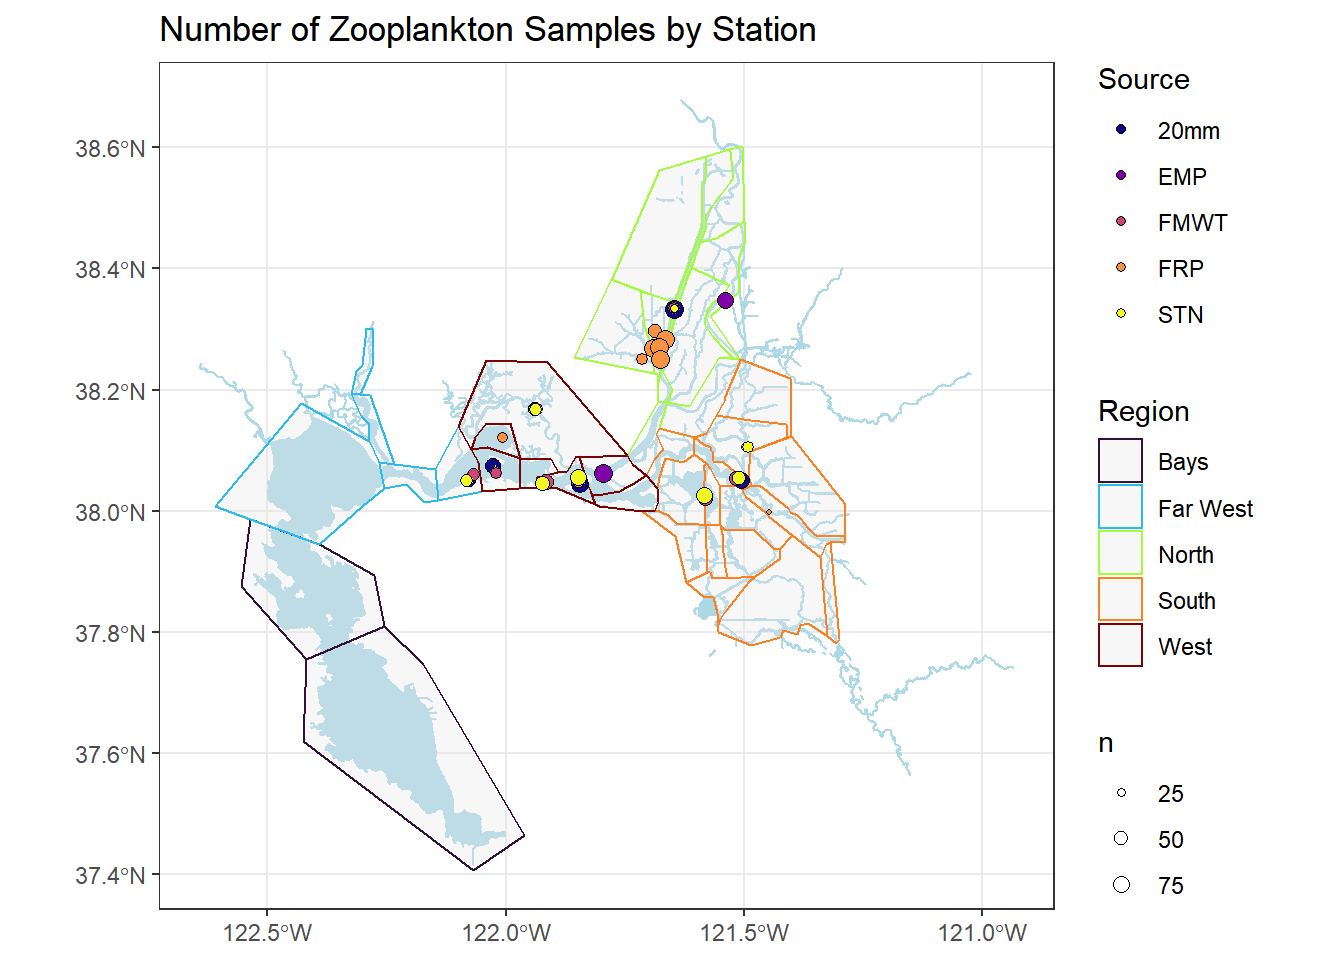 Number of Zooplankton Samples by Station
38.6°N
38.4°N
38.2°N
38.0°N
37.8°N
37.6°N
37.4°N
122.5°W
122.0°W
121.5°W
121.0°W
Source
20mm
EMP
FMWT
FRP
STN
Region
Bays
Far West
North
South
West
n
25
50
75